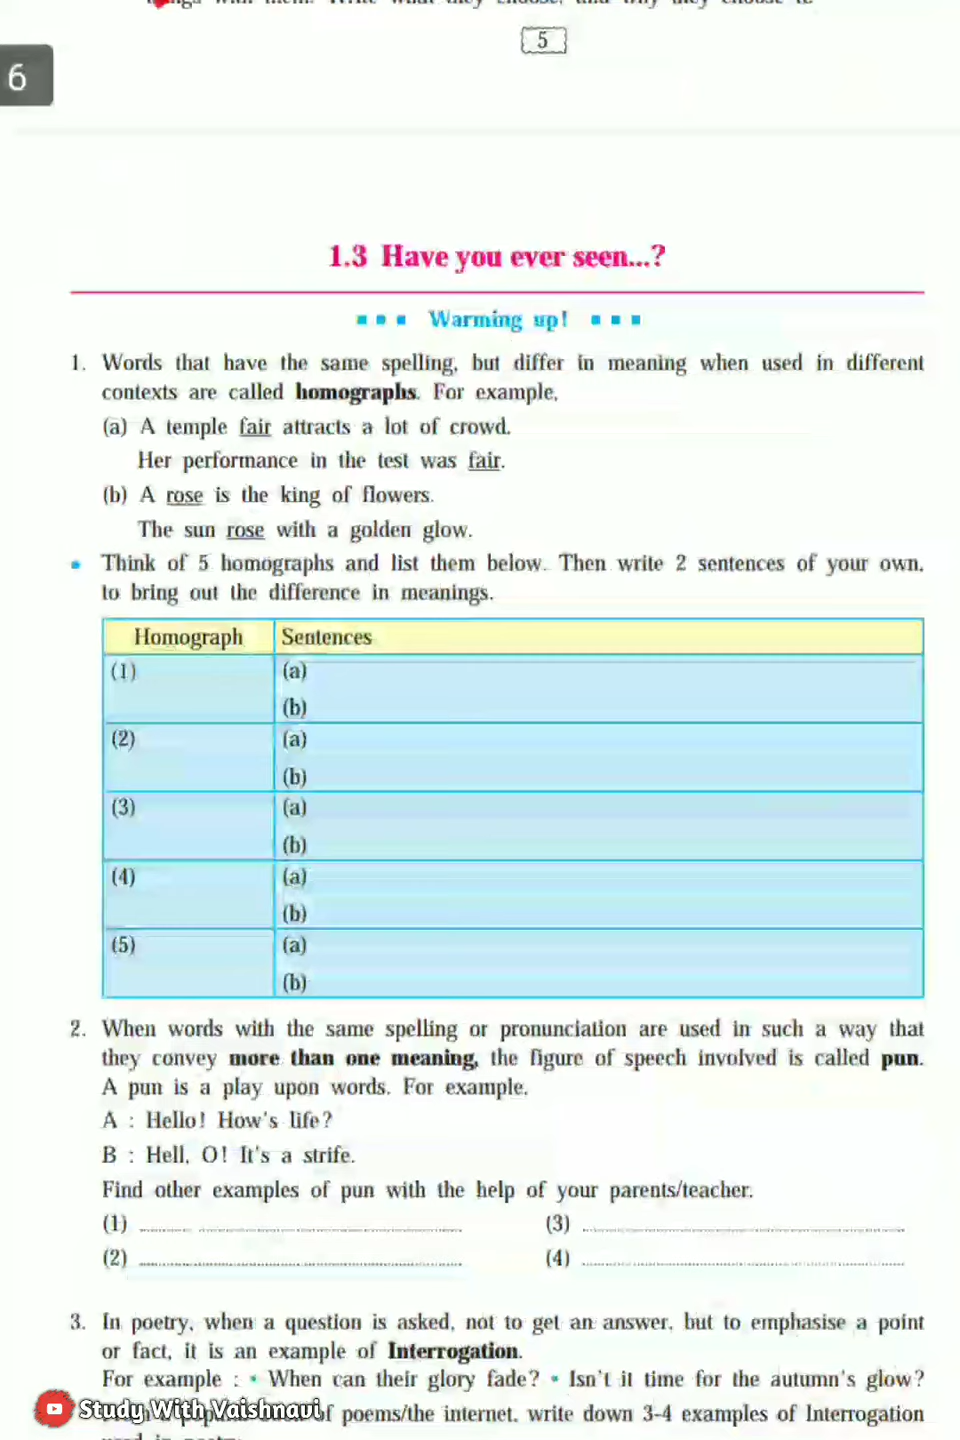 5
6
1.3 Have you ever seen...?
Warming up!
1. Words that have the same spelling, but differ in meaning when used in different
contexts are called homographs. For example,
(a) A temple fair attracts a lot of crowd.
Her performance in the test was fair.
(b) A rose is the king of flowers.
The sun rose with a golden glow.
• Think of 5 homographs and list them below. Then write 2 sentences of your own,
to bring out the difference in meanings.
Homograph Sentences
(1) (a)
(b)
(2) (a)
(b)
(3) (a)
(b)
(4) (a)
(b)
(5) (a)
(b)
2. When words with the same spelling or pronunciation are used in such a way that
they convey more than one meaning, the figure of speech involved is called pun.
A pun is a play upon words. For example.
A : Hello! How's life?
B : Hell, O! It's a strife.
Find other examples of pun with the help of your parents/teacher.
(1) (3)
(2) (4)
3. In poetry, when a question is asked, not to get an answer, but to emphasise a point
or fact, it is an example of Interrogation.
For example : • When can their glory fade? • Isn't it time for the autumn's glow?
Study With Vaishnavi of poems/the internet, write down 3-4 examples of Interrogation